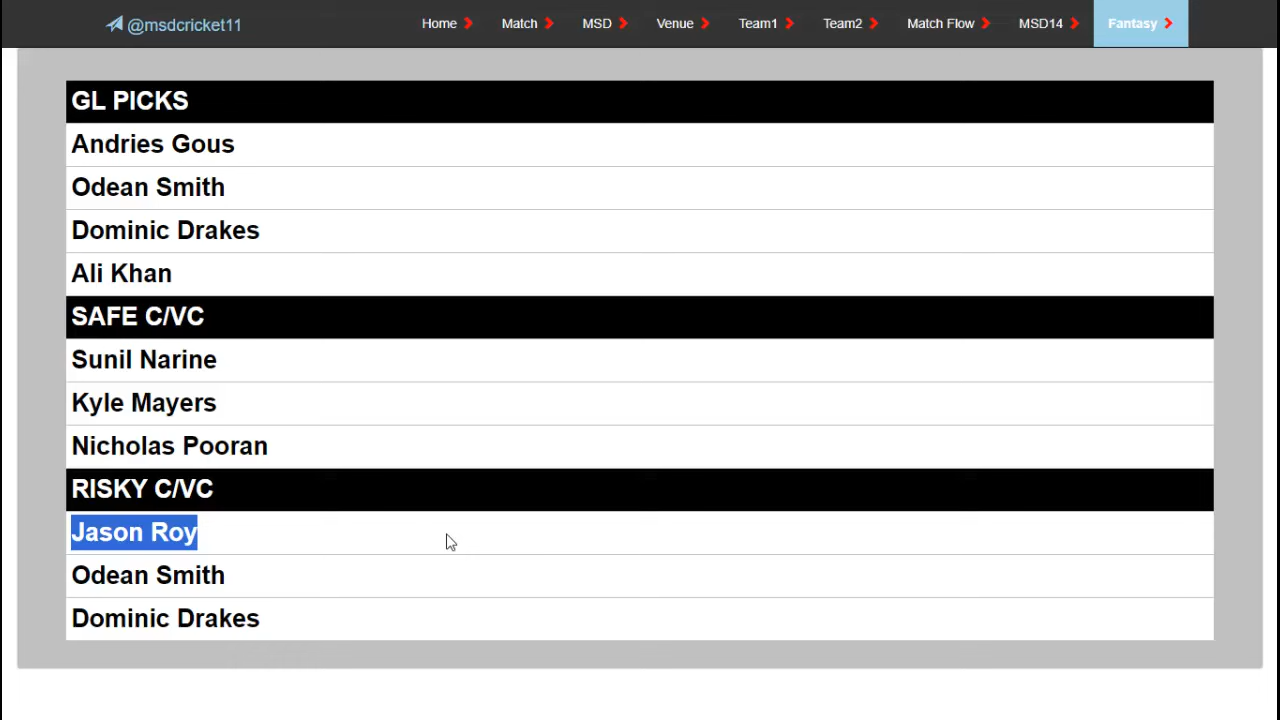 @msdcricket11 Home Match MSD Venue Team1 Team2 Match Flow MSD14 Fantasy
GL PICKS
Andries Gous
Odean Smith
Dominic Drakes
Ali Khan
SAFE C/VC
Sunil Narine
Kyle Mayers
Nicholas Pooran
RISKY C/VC
Jason Roy
Odean Smith
Dominic Drakes